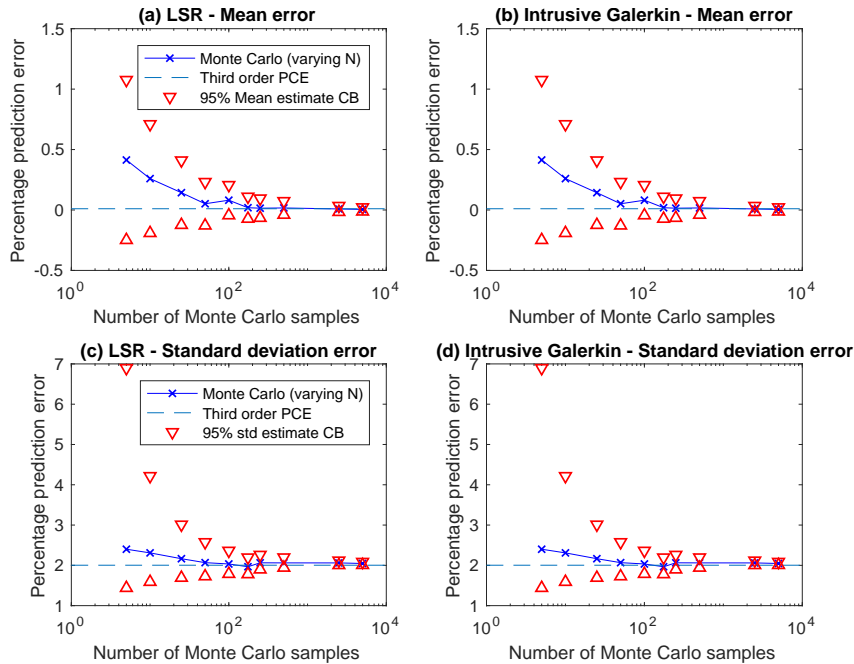 (a) LSR - Mean error
1.5
1
0.5
0
-0.5
Percentage prediction error
Monte Carlo (varying N)
Third order PCE
95% Mean estimate CB
10^0 10^2 10^4
Number of Monte Carlo samples
(b) Intrusive Galerkin - Mean error
1.5
1
0.5
0
-0.5
Percentage prediction error
10^0 10^2 10^4
Number of Monte Carlo samples
(c) LSR - Standard deviation error
7
6
5
4
3
2
1
Percentage prediction error
Monte Carlo (varying N)
Third order PCE
95% std estimate CB
10^0 10^2 10^4
Number of Monte Carlo samples
(d) Intrusive Galerkin - Standard deviation error
7
6
5
4
3
2
1
Percentage prediction error
10^0 10^2 10^4
Number of Monte Carlo samples